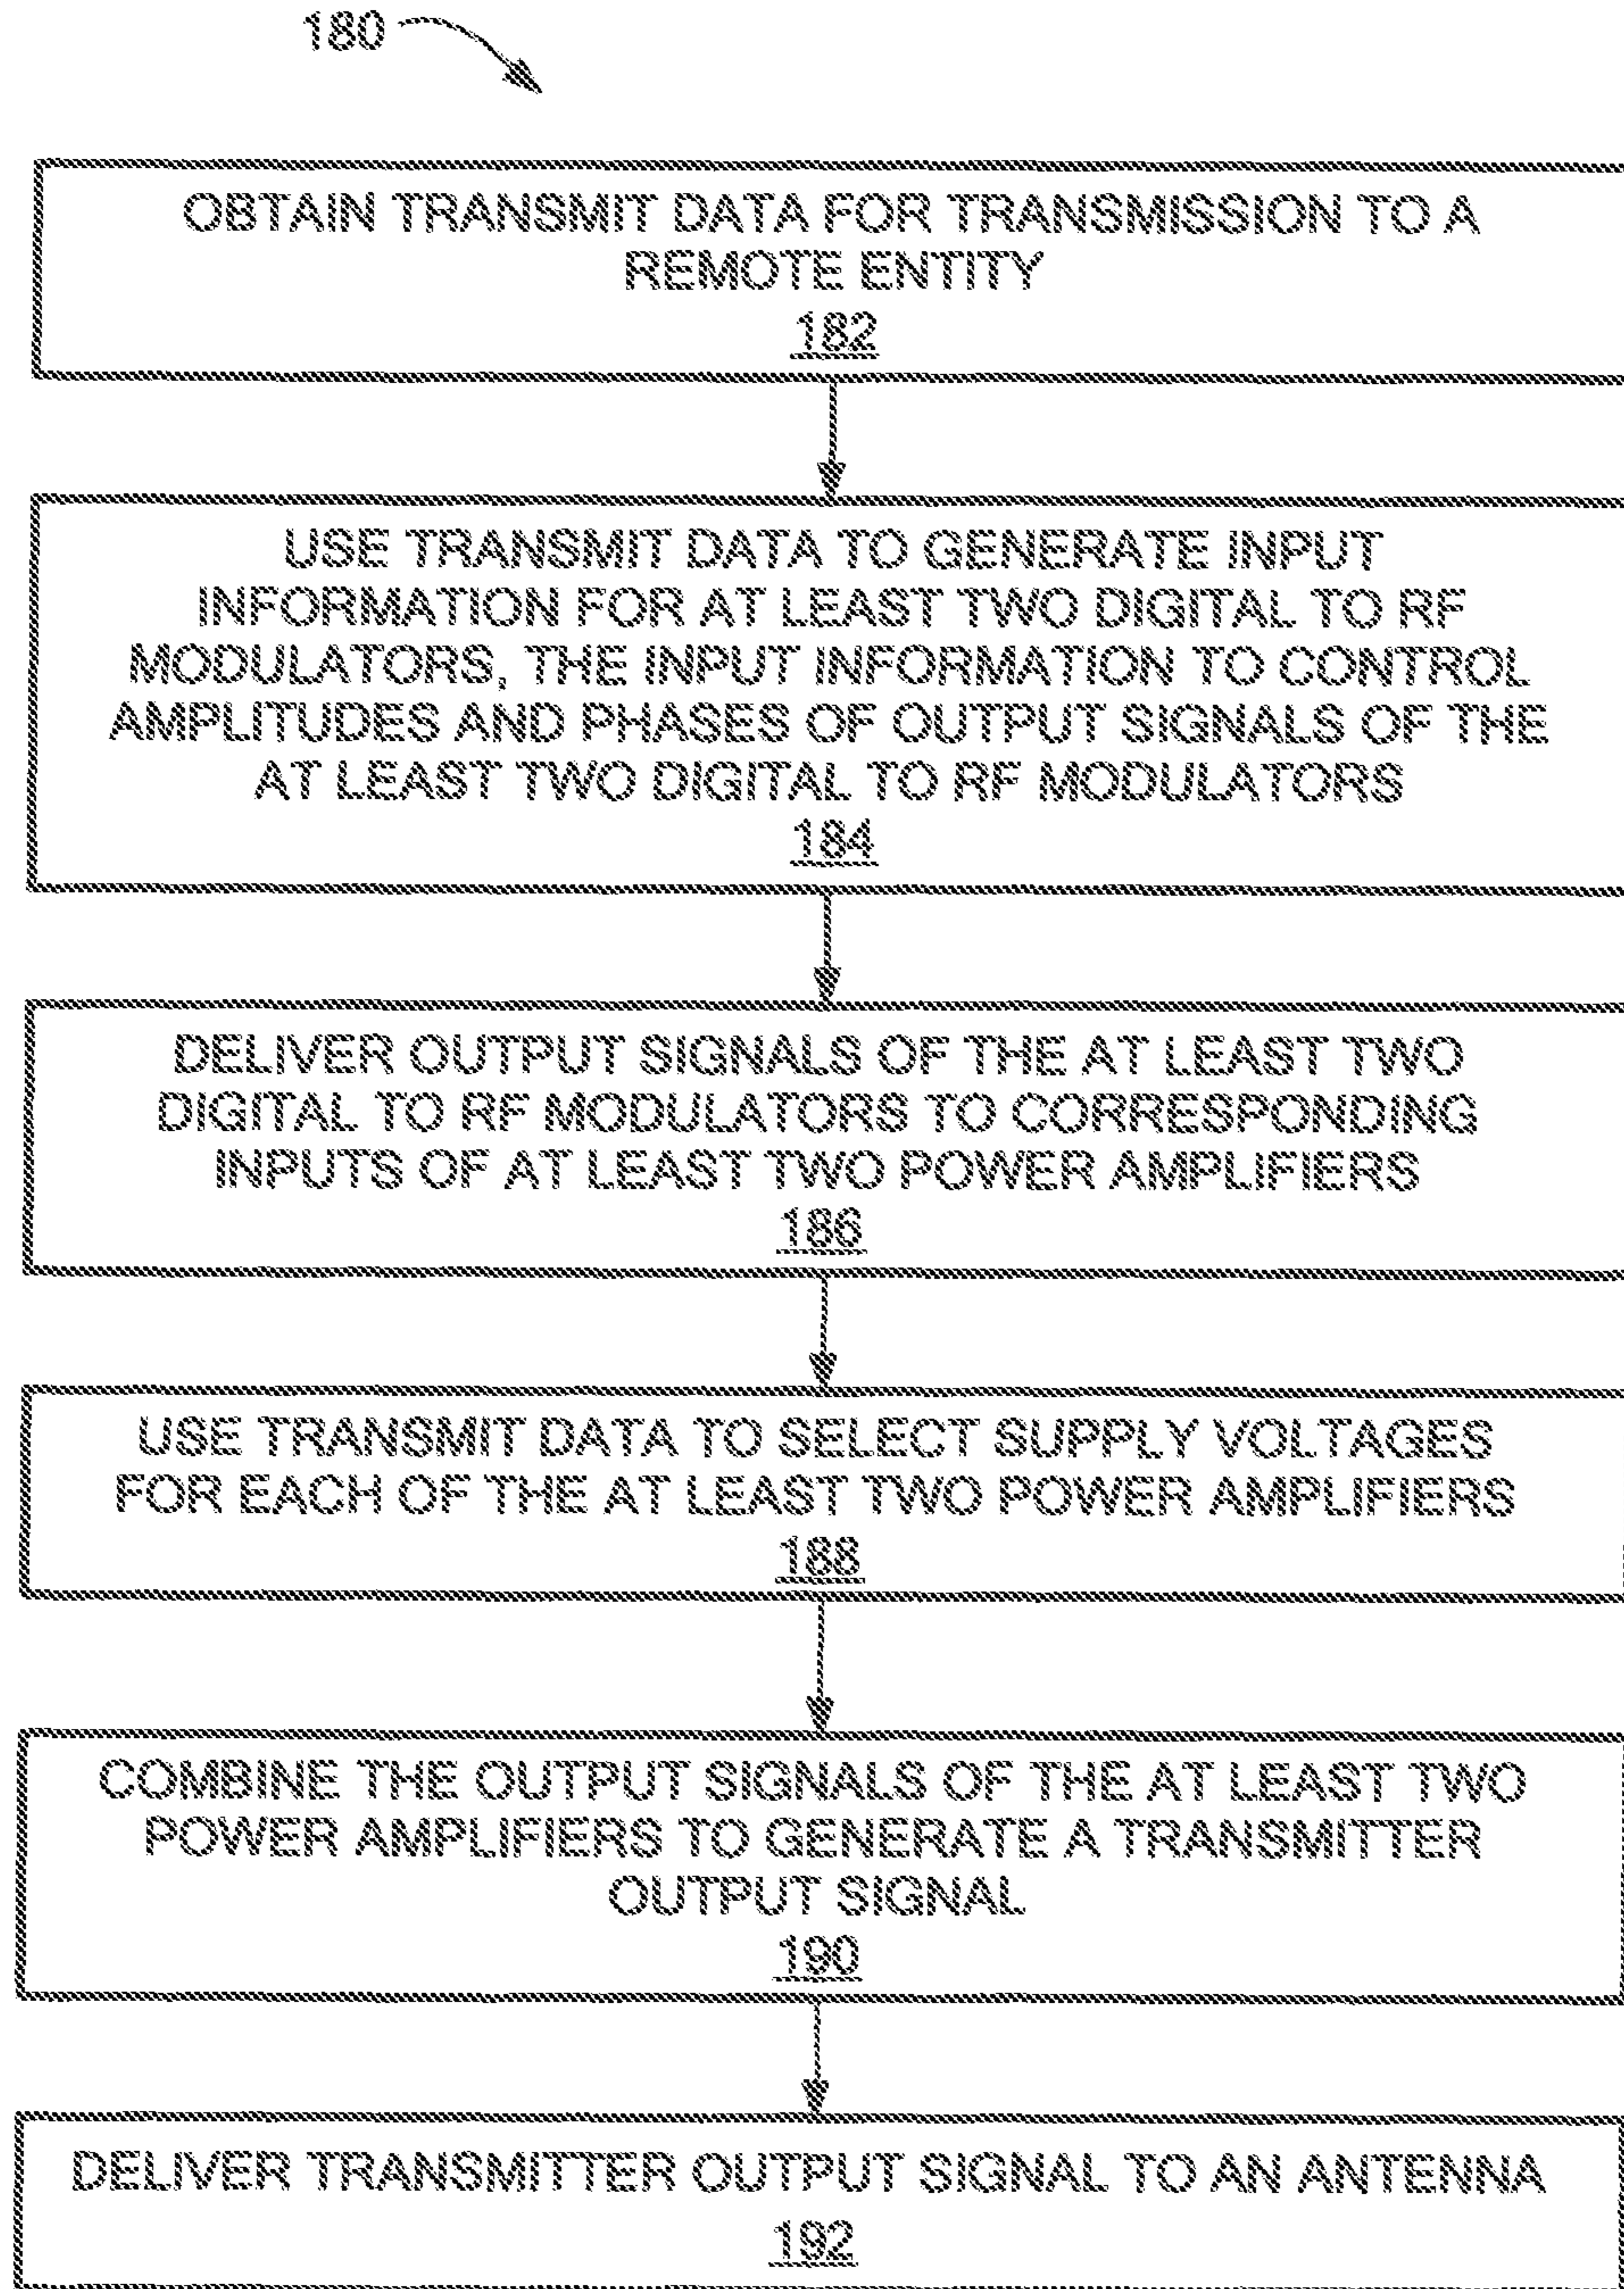 180
OBTAIN TRANSMIT DATA FOR TRANSMISSION TO A
REMOTE ENTITY
182
USE TRANSMIT DATA TO GENERATE INPUT
INFORMATION FOR AT LEAST TWO DIGITAL TO RF
MODULATORS, THE INPUT INFORMATION TO CONTROL
AMPLITUDES AND PHASES OF OUTPUT SIGNALS OF THE
AT LEAST TWO DIGITAL TO RF MODULATORS
184
DELIVER OUTPUT SIGNALS OF THE AT LEAST TWO
DIGITAL TO RF MODULATORS TO CORRESPONDING
INPUTS OF AT LEAST TWO POWER AMPLIFIERS
186
USE TRANSMIT DATA TO SELECT SUPPLY VOLTAGES
FOR EACH OF THE AT LEAST TWO POWER AMPLIFIERS
188
COMBINE THE OUTPUT SIGNALS OF THE AT LEAST TWO
POWER AMPLIFIERS TO GENERATE A TRANSMITTER
OUTPUT SIGNAL
190
DELIVER TRANSMITTER OUTPUT SIGNAL TO AN ANTENNA
192